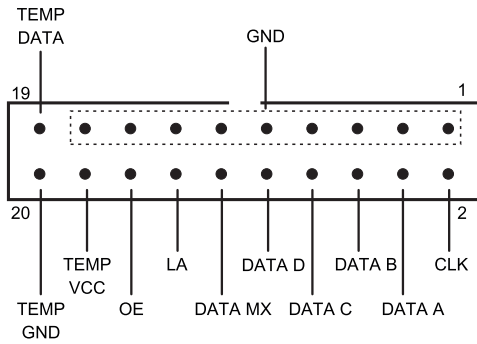 TEMP
DATA
GND
19
1
20
2
TEMP
VCC
LA
DATA D
DATA B
CLK
TEMP
GND
OE
DATA MX
DATA C
DATA A